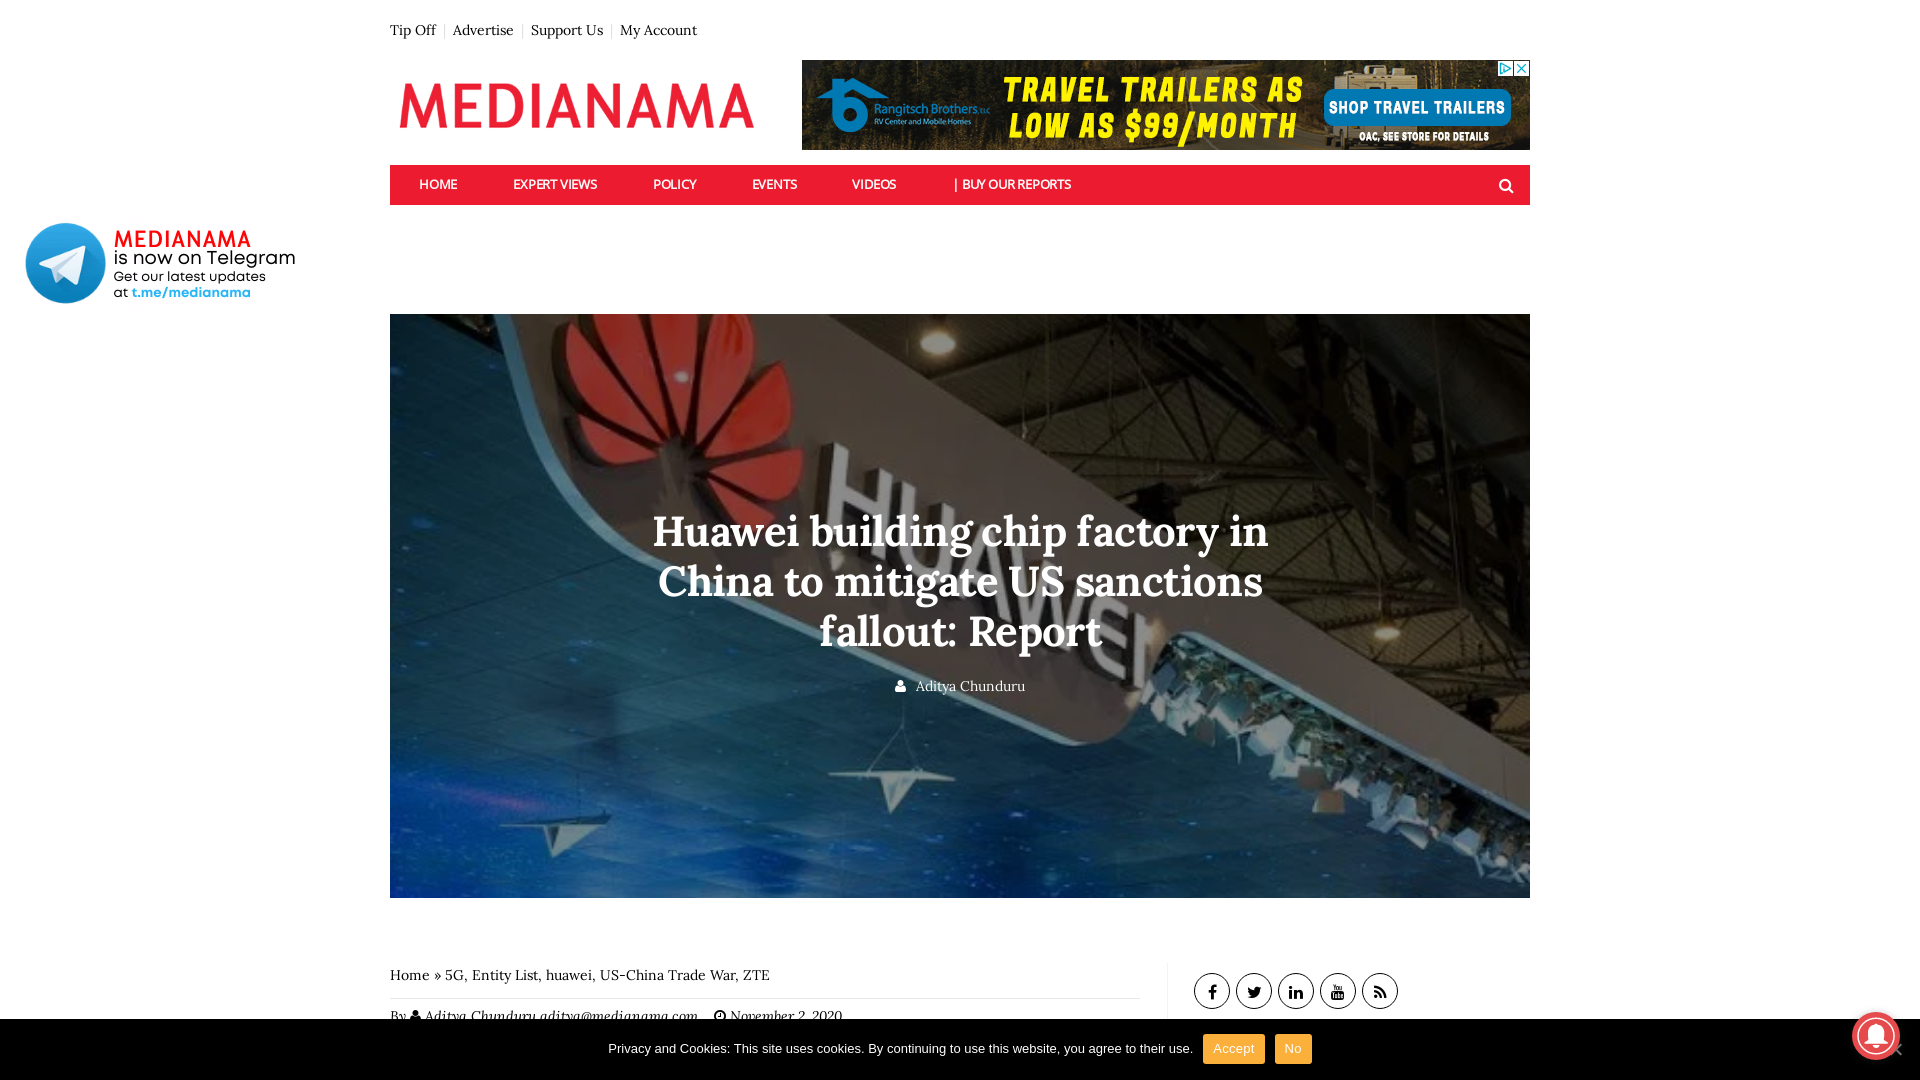 Tip Off
Advertise
Support Us
My Account
MEDIANAMA
Rangitsch Brothers, LLC
RV Center and Mobile Homes
TRAVEL TRAILERS AS
LOW AS $99/MONTH
SHOP TRAVEL TRAILERS
OAC, SEE STORE FOR DETAILS
HOME
EXPERT VIEWS
POLICY
EVENTS
VIDEOS
| BUY OUR REPORTS
MEDIANAMA
is now on Telegram
Get our latest updates
at t.me/medianama
HUAWEI
Huawei building chip factory in
China to mitigate US sanctions
fallout: Report
Aditya Chunduru
Home » 5G, Entity List, huawei, US-China Trade War, ZTE
By Aditya Chunduru aditya@medianama.com November 2, 2020
Privacy and Cookies: This site uses cookies. By continuing to use this website, you agree to their use.
Accept
No